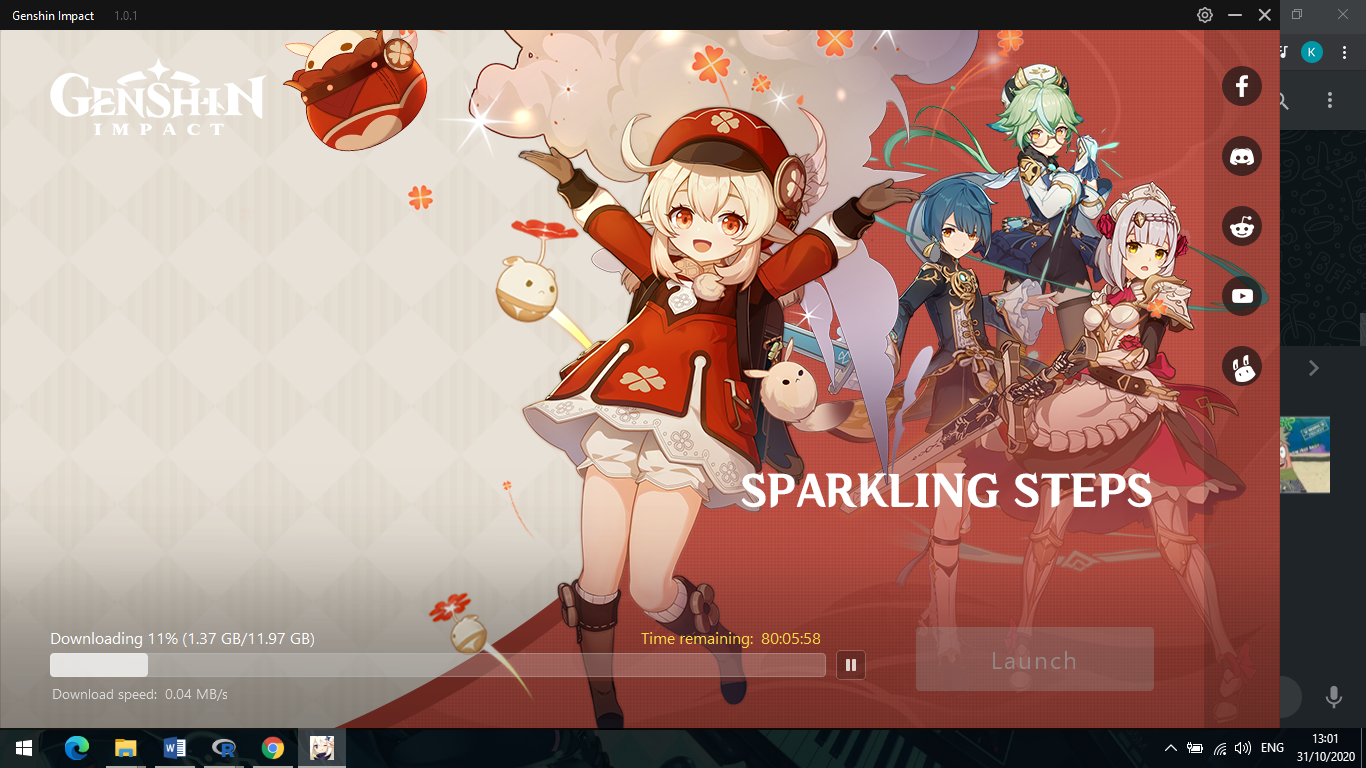 Genshin Impact 1.0.1
K
GENSHIN
IMPACT
SPARKLING STEPS
Downloading 11% (1.37 GB/11.97 GB)
Time remaining: 80:05:58
Launch
Download speed: 0.04 MB/s
ENG
13:01
31/10/2020